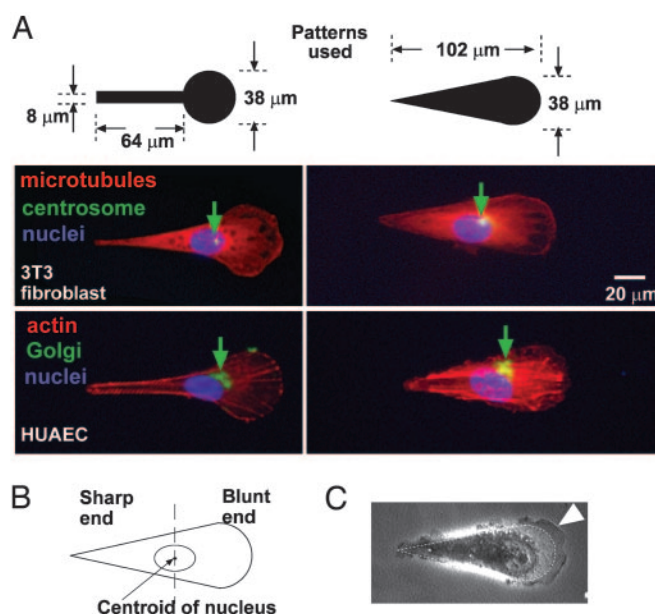 A
Patterns
used
102 μm
38 μm
8 μm
64 μm
38 μm
microtubules
centrosome
nuclei
3T3
fibroblast
20 μm
actin
Golgi
nuclei
HUAEC
B
Sharp
end
Blunt
end
Centroid of nucleus
C